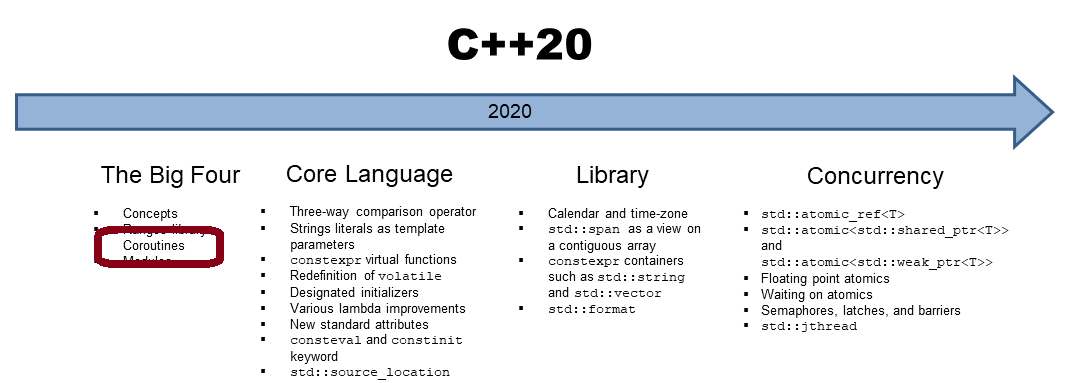 C++20
2020
The Big Four
Concepts
Ranges library
Coroutines
Modules
Core Language
Three-way comparison operator
Strings literals as template
parameters
constexpr virtual functions
Redefinition of volatile
Designated initializers
Various lambda improvements
New standard attributes
consteval and constinit
keyword
std::source_location
Library
Calendar and time-zone
std::span as a view on
a contiguous array
constexpr containers
such as std::string
and std::vector
std::format
Concurrency
std::atomic_ref<T>
std::atomic<std::shared_ptr<T>>
and
std::atomic<std::weak_ptr<T>>
Floating point atomics
Waiting on atomics
Semaphores, latches, and barriers
std::jthread